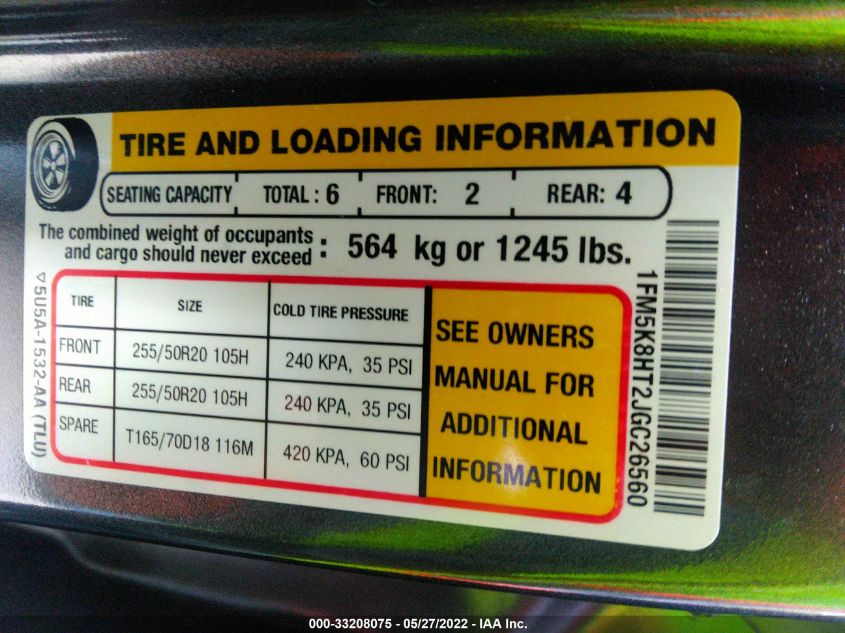 TIRE AND LOADING INFORMATION
SEATING CAPACITY TOTAL : 6 FRONT: 2 REAR: 4
The combined weight of occupants
and cargo should never exceed : 564 kg or 1245 lbs.
TIRE SIZE COLD TIRE PRESSURE
FRONT 255/50R20 105H 240 KPA, 35 PSI
REAR 255/50R20 105H 240 KPA, 35 PSI
SPARE T165/70D18 116M 420 KPA, 60 PSI
SEE OWNERS
MANUAL FOR
ADDITIONAL
INFORMATION
5U5A-1532-AA (TLU)
1FM5K8HT2JGC26560
000-33208075 - 05/27/2022 - IAA Inc.